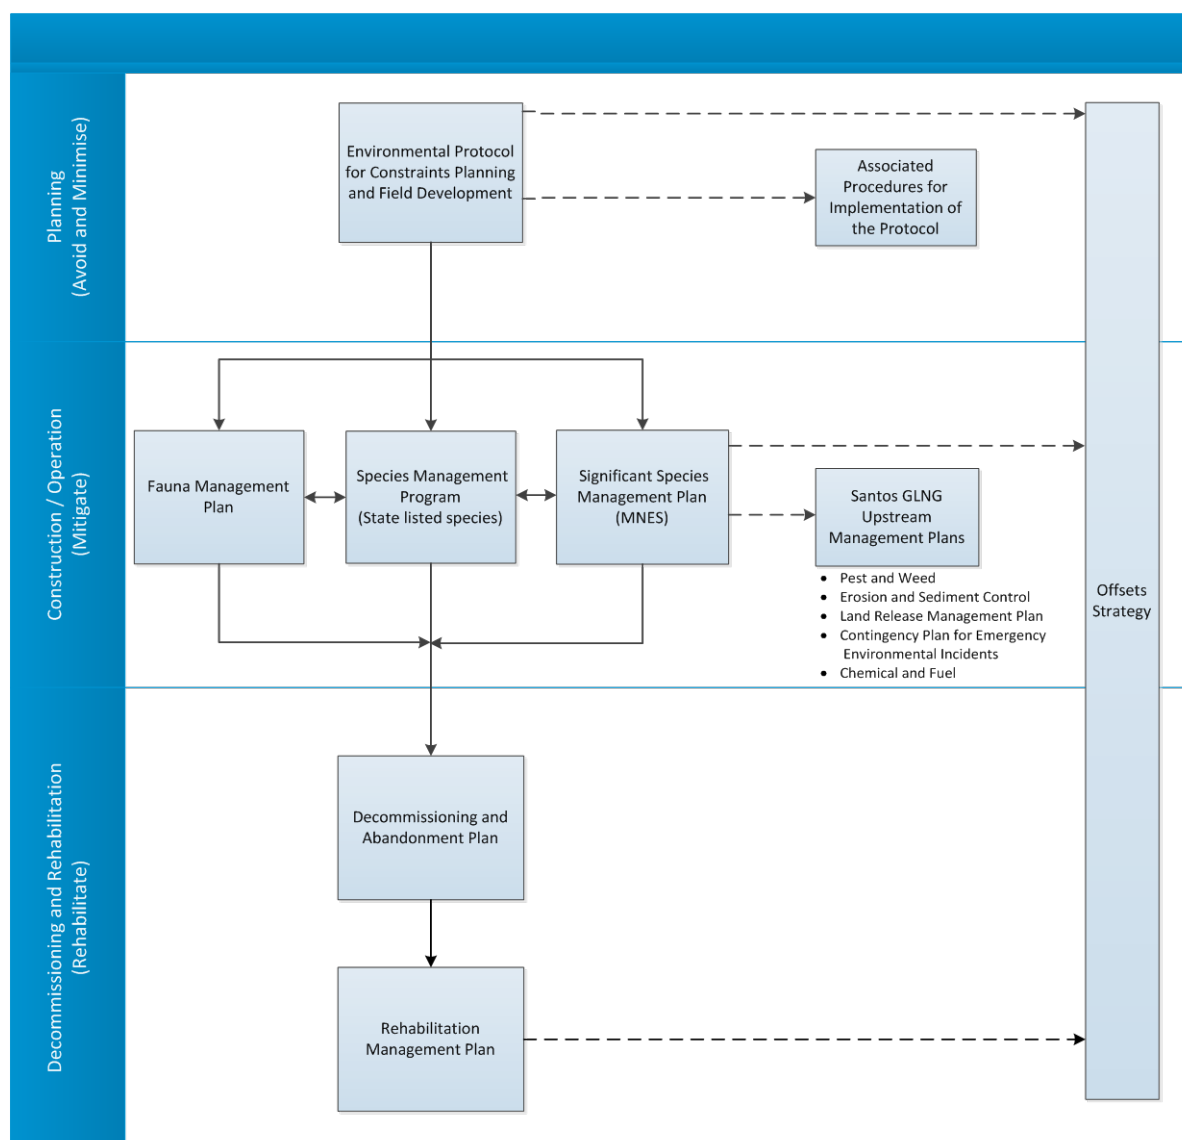 Planning
(Avoid and Minimise)
Environmental Protocol
for Constraints Planning
and Field Development
Associated
Procedures for
Implementation of
the Protocol
Construction / Operation
(Mitigate)
Fauna Management
Plan
Species Management
Program
(State listed species)
Significant Species
Management Plan
(MNES)
Santos GLNG
Upstream
Management Plans
• Pest and Weed
• Erosion and Sediment Control
• Land Release Management Plan
• Contingency Plan for Emergency
Environmental Incidents
• Chemical and Fuel
Offsets
Strategy
Decommissioning and Rehabilitation
(Rehabilitate)
Decommissioning and
Abandonment Plan
Rehabilitation
Management Plan